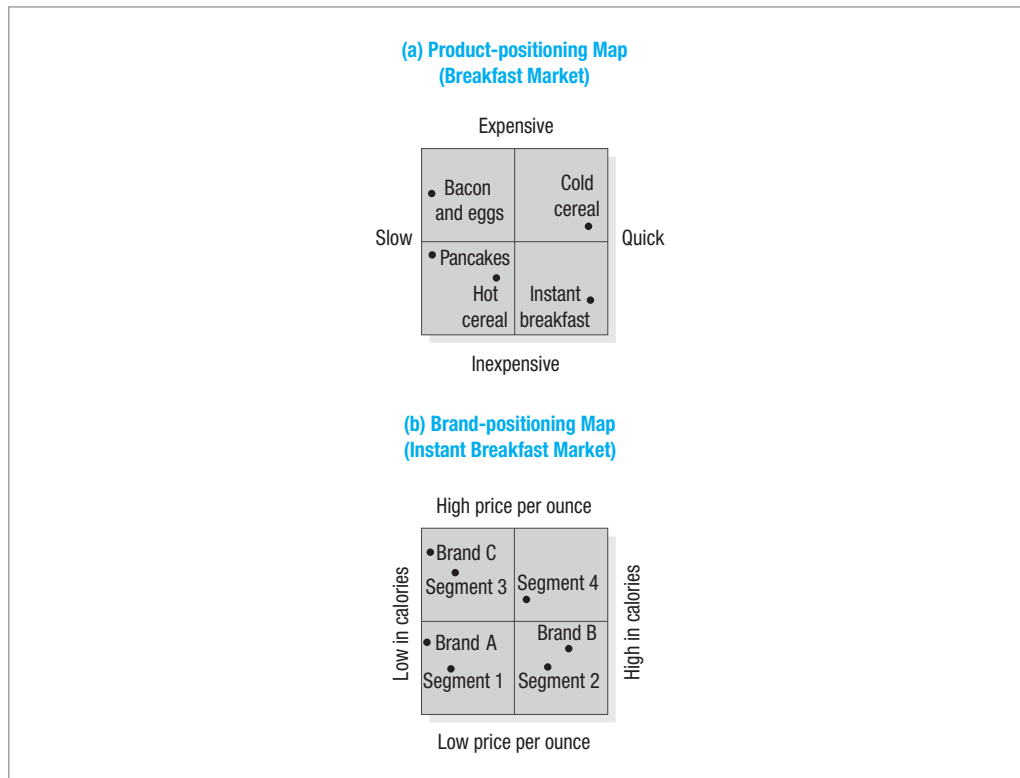 (a) Product-positioning Map
(Breakfast Market)
Expensive
Bacon
and eggs
Cold
cereal
Slow
Quick
Pancakes
Hot
cereal
Instant
breakfast
Inexpensive
(b) Brand-positioning Map
(Instant Breakfast Market)
High price per ounce
Low in calories
High in calories
Brand C
Segment 3
Segment 4
Brand A
Segment 1
Brand B
Segment 2
Low price per ounce